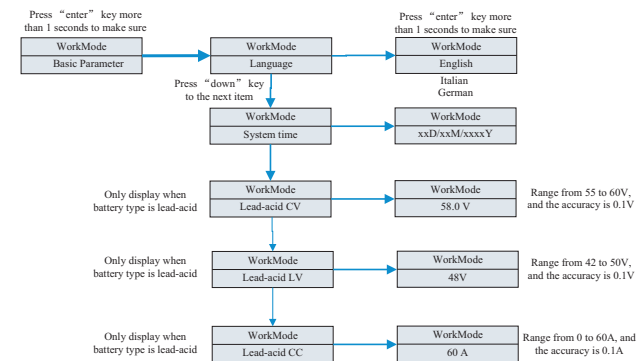 Press “enter” key more
than 1 seconds to make sure
Press “enter” key more
than 1 seconds to make sure
WorkMode
Basic Parameter
WorkMode
Language
WorkMode
English
Italian
German
Press “down” key
to the next item
WorkMode
System time
WorkMode
xxD/xxM/xxxxY
Only display when
battery type is lead-acid
WorkMode
Lead-acid CV
WorkMode
58.0 V
Range from 55 to 60V,
and the accuracy is 0.1V
Only display when
battery type is lead-acid
WorkMode
Lead-acid LV
WorkMode
48V
Range from 42 to 50V,
and the accuracy is 0.1V
Only display when
battery type is lead-acid
WorkMode
Lead-acid CC
WorkMode
60 A
Range from 0 to 60A, and
the accuracy is 0.1A